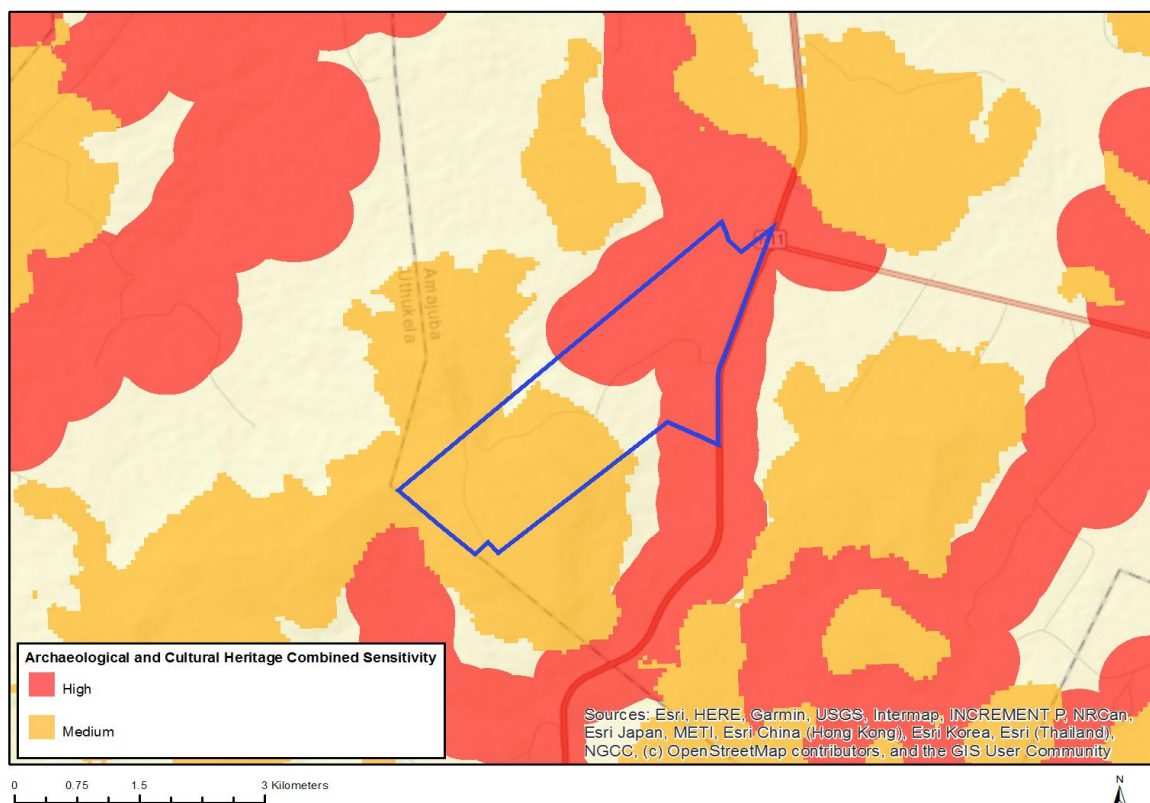 Amajuba
Uthukela
Archaeological and Cultural Heritage Combined Sensitivity
High
Medium
Sources: Esri, HERE, Garmin, USGS, Intermap, INCREMENT P, NRCan,
Esri Japan, METI, Esri China (Hong Kong), Esri Korea, Esri (Thailand),
NGCC, (c) OpenStreetMap contributors, and the GIS User Community
0 0.75 1.5 3 Kilometers
N